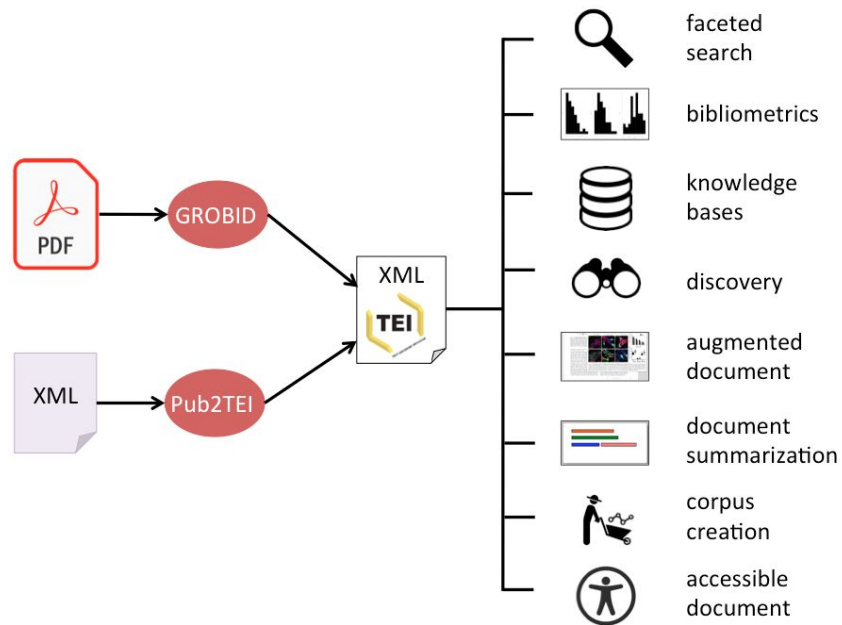 PDF
GROBID
XML
Pub2TEI
XML
TEI
faceted
search
bibliometrics
knowledge
bases
discovery
augmented
document
document
summarization
corpus
creation
accessible
document